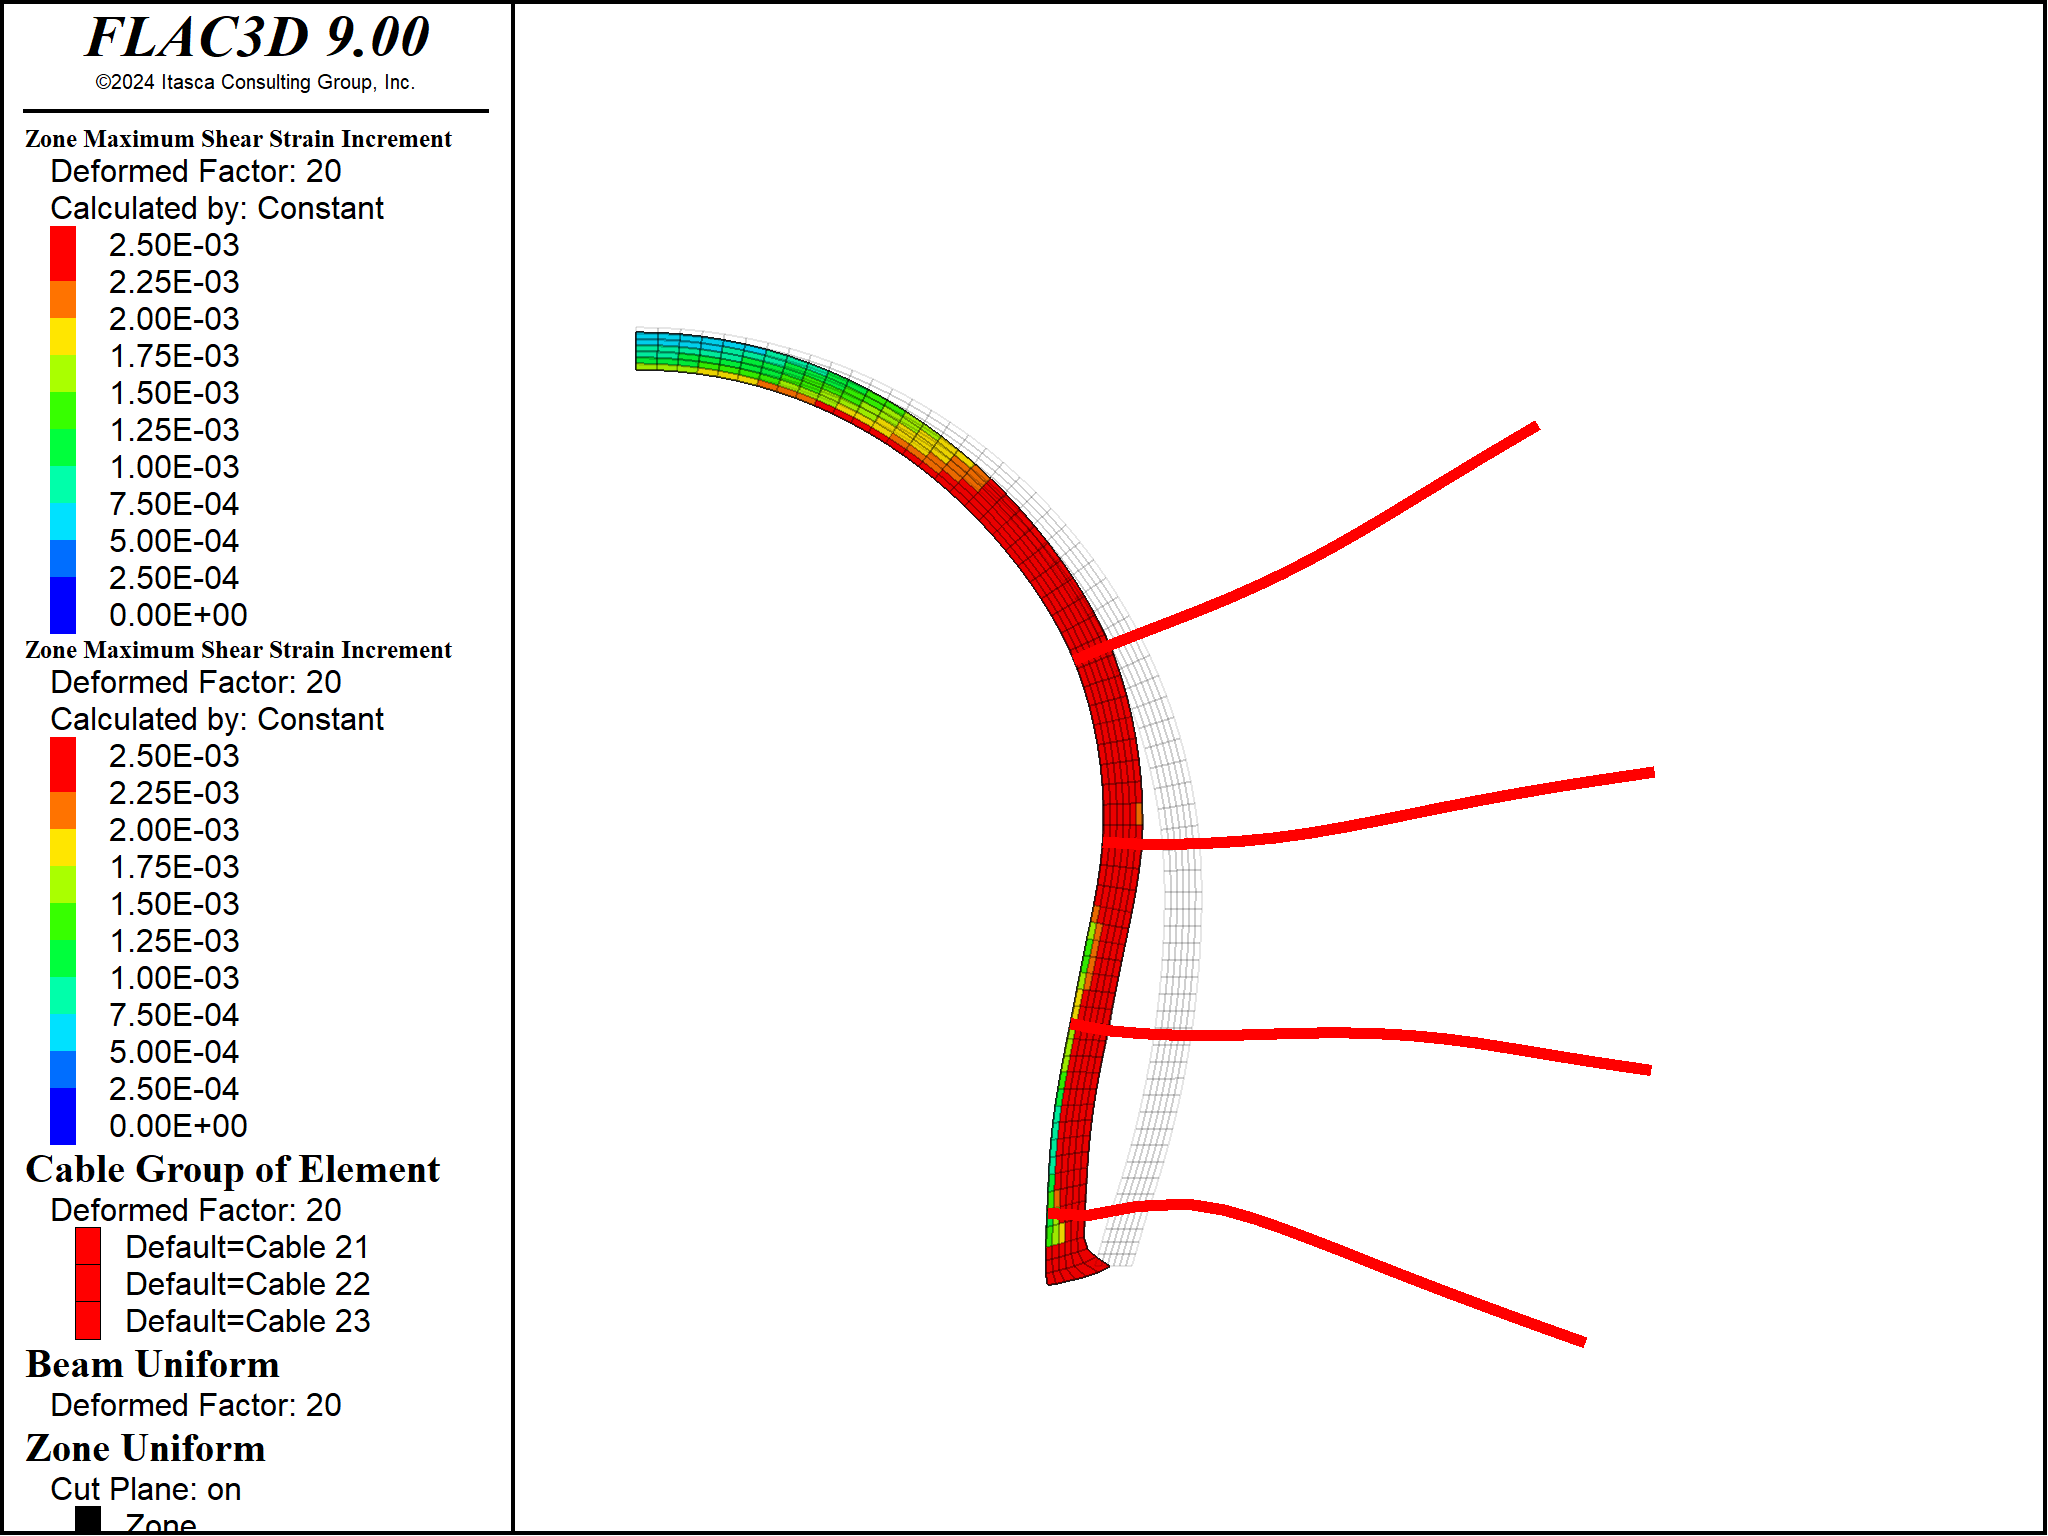 FLAC3D 9.00
©2024 Itasca Consulting Group, Inc.
Zone Maximum Shear Strain Increment
Deformed Factor: 20
Calculated by: Constant
2.50E-03
2.25E-03
2.00E-03
1.75E-03
1.50E-03
1.25E-03
1.00E-03
7.50E-04
5.00E-04
2.50E-04
0.00E+00
Zone Maximum Shear Strain Increment
Deformed Factor: 20
Calculated by: Constant
2.50E-03
2.25E-03
2.00E-03
1.75E-03
1.50E-03
1.25E-03
1.00E-03
7.50E-04
5.00E-04
2.50E-04
0.00E+00
Cable Group of Element
Deformed Factor: 20
Default=Cable 21
Default=Cable 22
Default=Cable 23
Beam Uniform
Deformed Factor: 20
Zone Uniform
Cut Plane: on
Zone